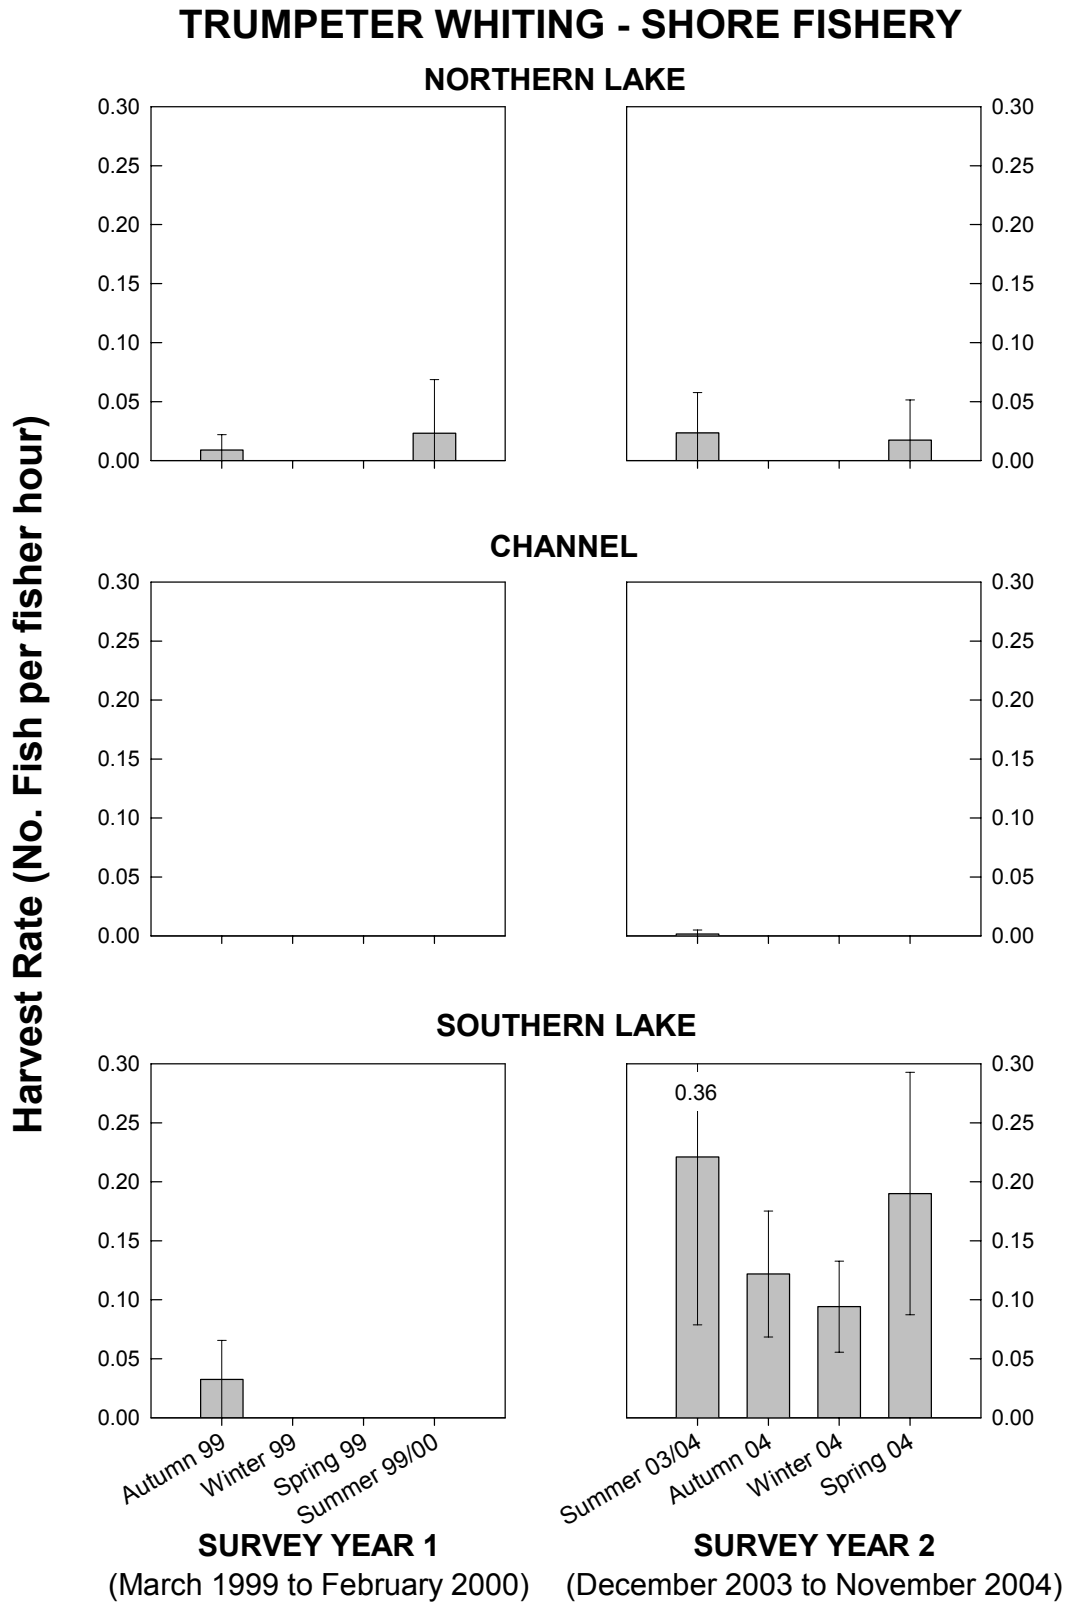 TRUMPETER WHITING - SHORE FISHERY
Harvest Rate (No. Fish per fisher hour)
NORTHERN LAKE
0.30
0.25
0.20
0.15
0.10
0.05
0.00
0.30
0.25
0.20
0.15
0.10
0.05
0.00
CHANNEL
0.30
0.25
0.20
0.15
0.10
0.05
0.00
0.30
0.25
0.20
0.15
0.10
0.05
0.00
SOUTHERN LAKE
0.30
0.25
0.20
0.15
0.10
0.05
0.00
0.36
0.30
0.25
0.20
0.15
0.10
0.05
0.00
Autumn 99
Winter 99
Spring 99
Summer 99/00
Summer 03/04
Autumn 04
Winter 04
Spring 04
SURVEY YEAR 1
(March 1999 to February 2000)
SURVEY YEAR 2
(December 2003 to November 2004)